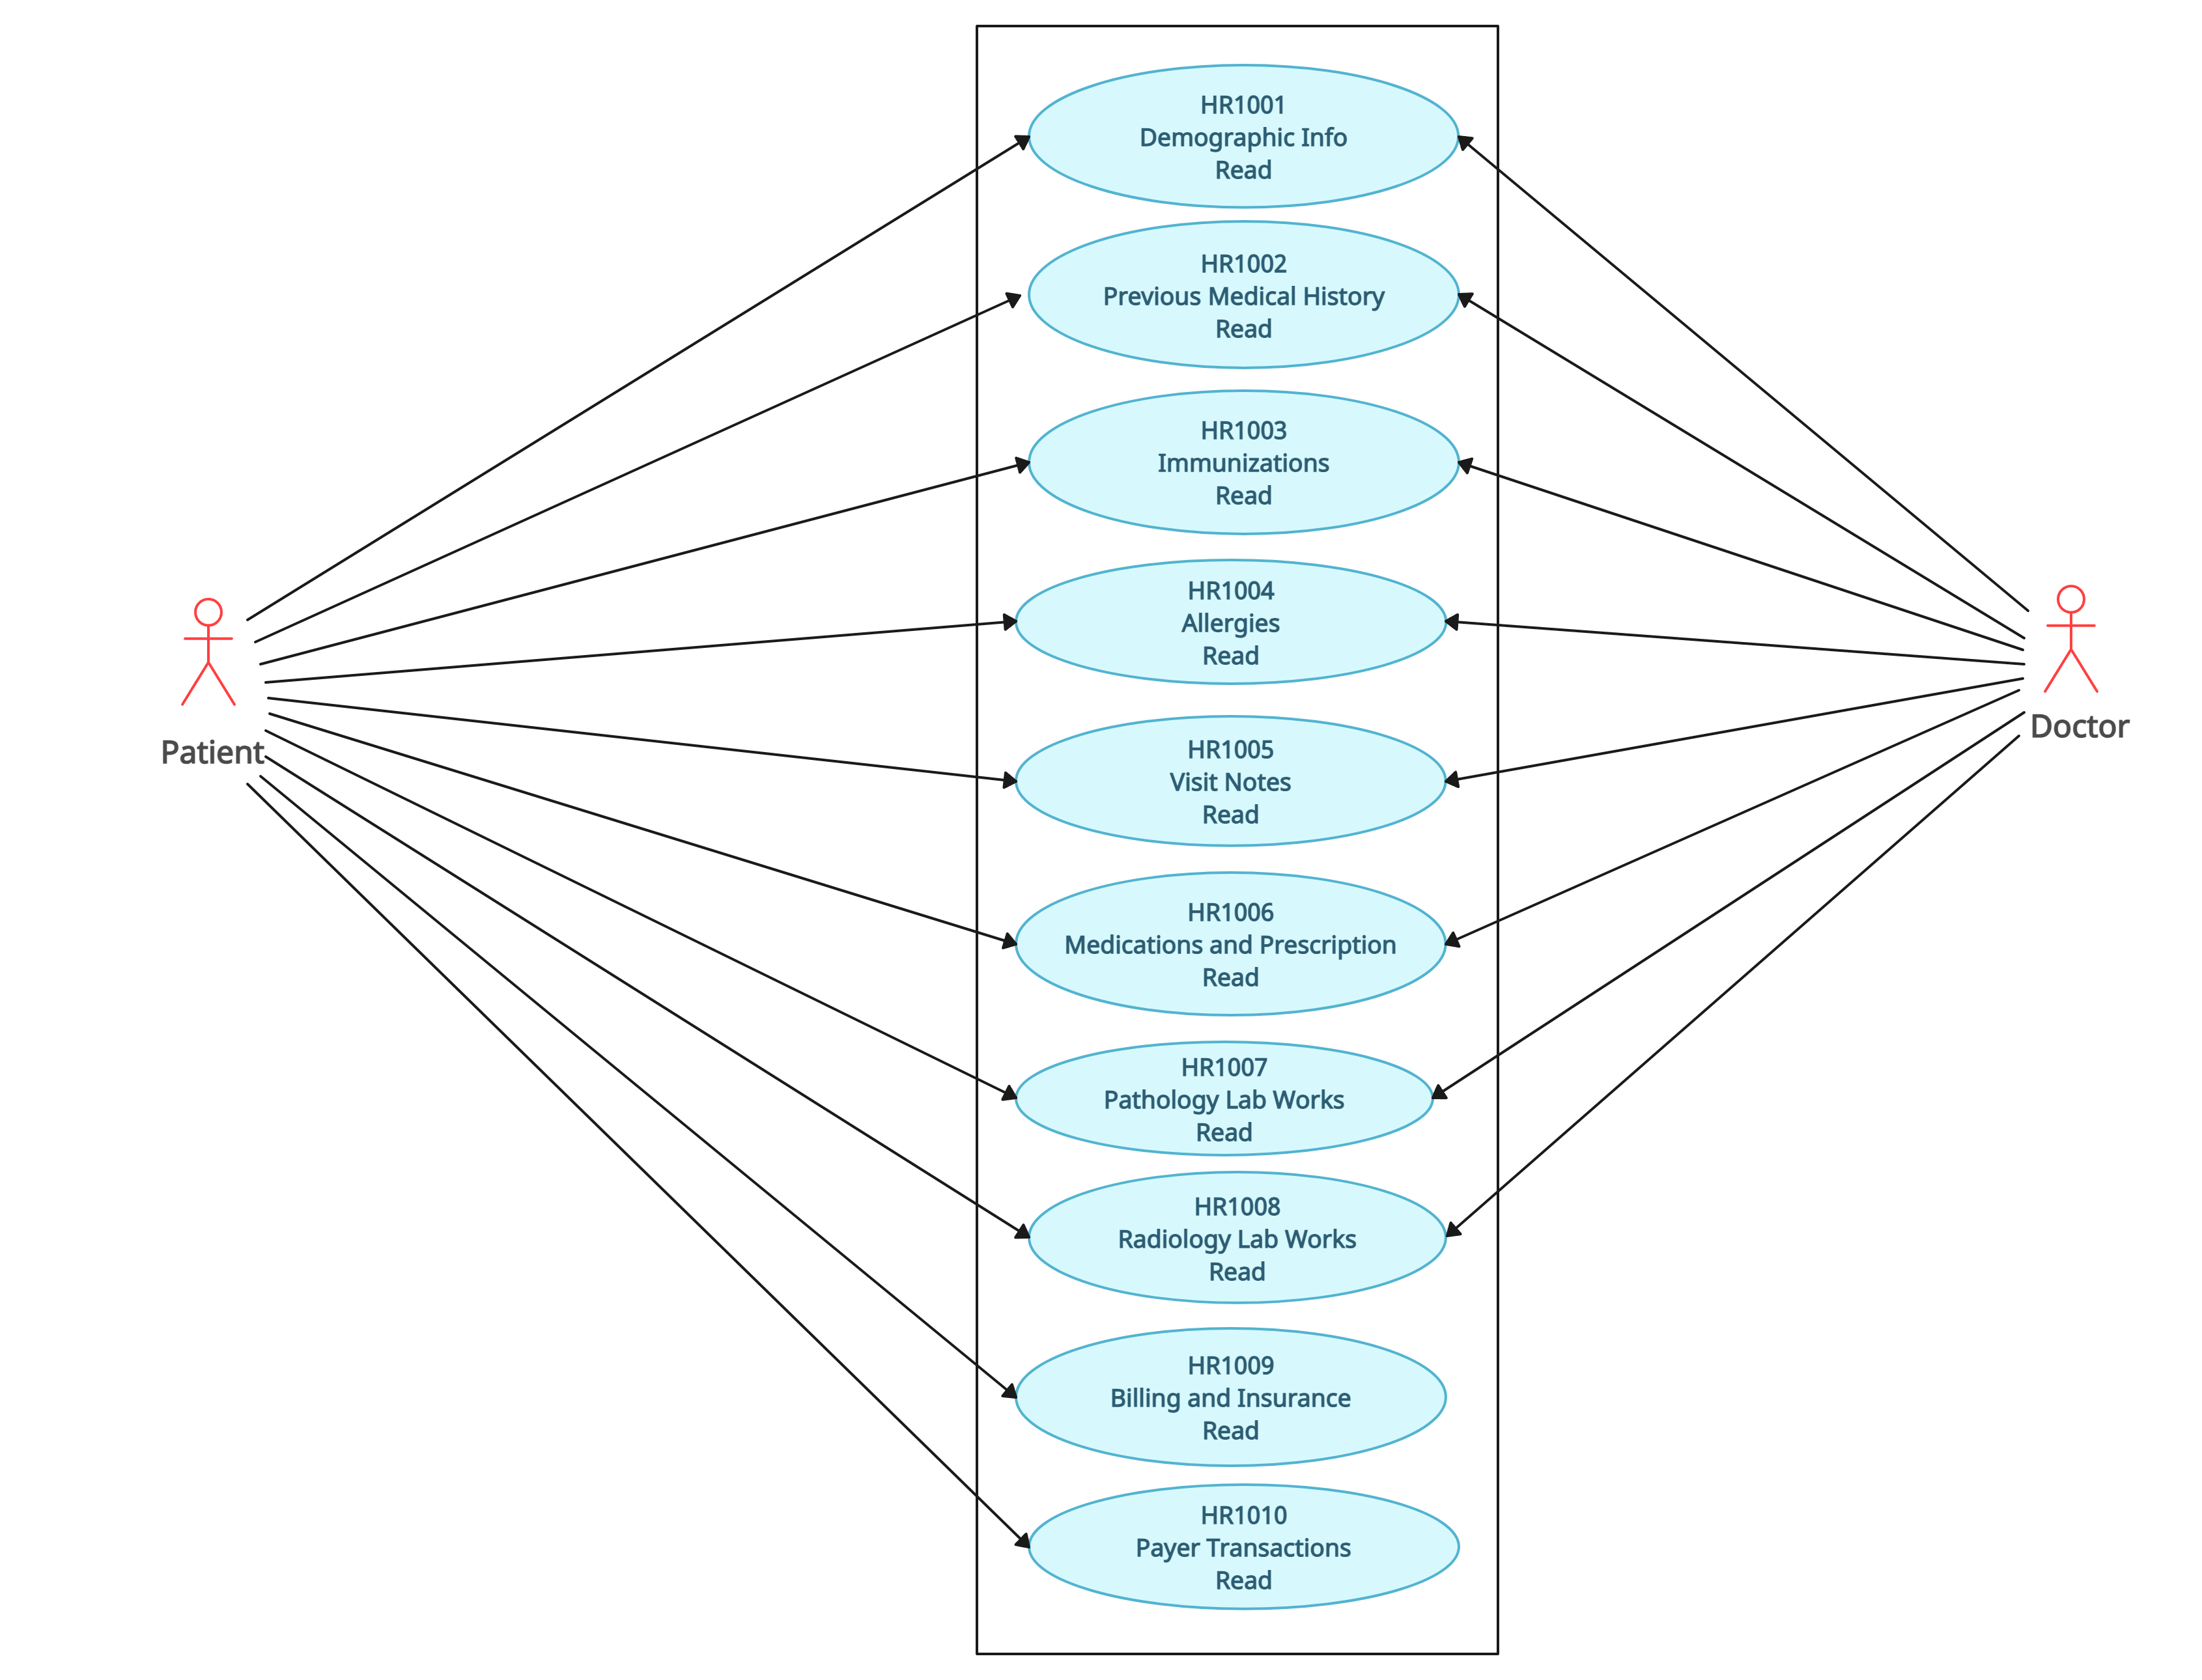 HR1001
Demographic Info
Read
HR1002
Previous Medical History
Read
HR1003
Immunizations
Read
HR1004
Allergies
Read
Patient
Doctor
HR1005
Visit Notes
Read
HR1006
Medications and Prescription
Read
HR1007
Pathology Lab Works
Read
HR1008
Radiology Lab Works
Read
HR1009
Billing and Insurance
Read
HR1010
Payer Transactions
Read